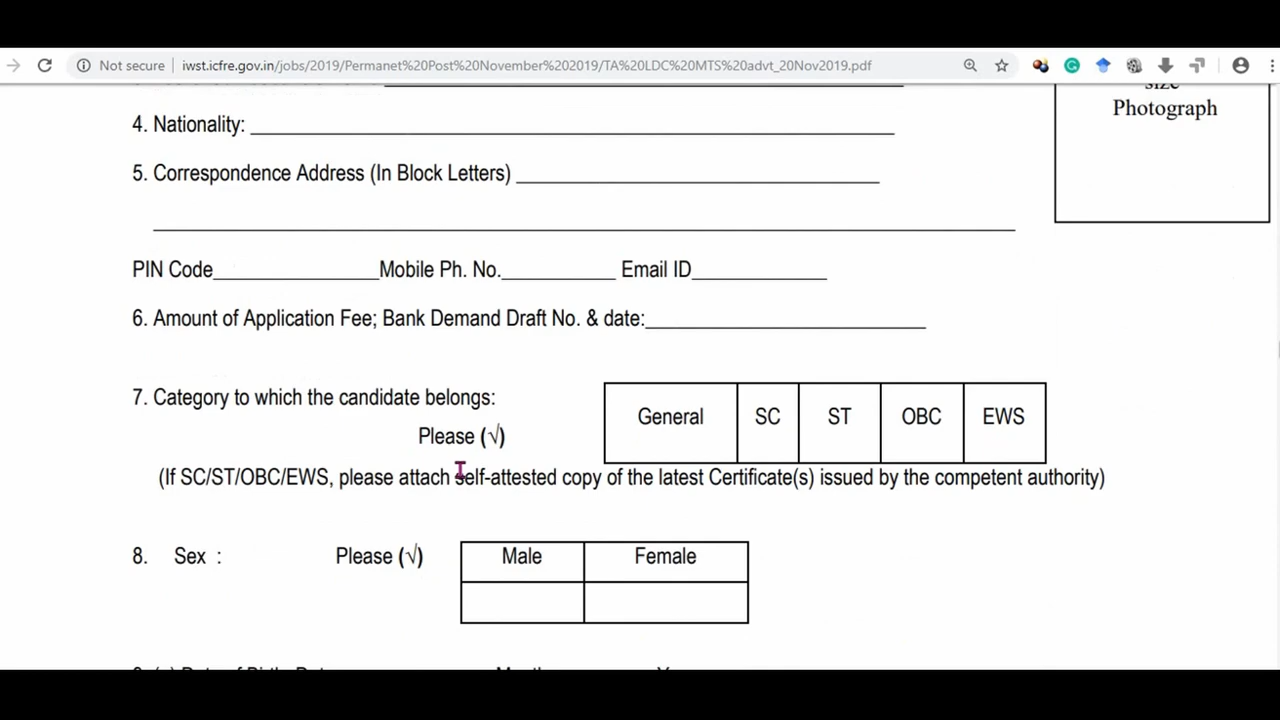 Not secure iwst.icfre.gov.in/jobs/2019/Permanet%20Post%20November%202019/TA%20LDC%20MTS%20advt_20Nov2019.pdf
Photograph
4. Nationality:
5. Correspondence Address (In Block Letters)
PIN Code Mobile Ph. No. Email ID
6. Amount of Application Fee; Bank Demand Draft No. & date:
7. Category to which the candidate belongs:
General SC ST OBC EWS
Please (√)
(If SC/ST/OBC/EWS, please attach self-attested copy of the latest Certificate(s) issued by the competent authority)
8. Sex : Please (√) Male Female